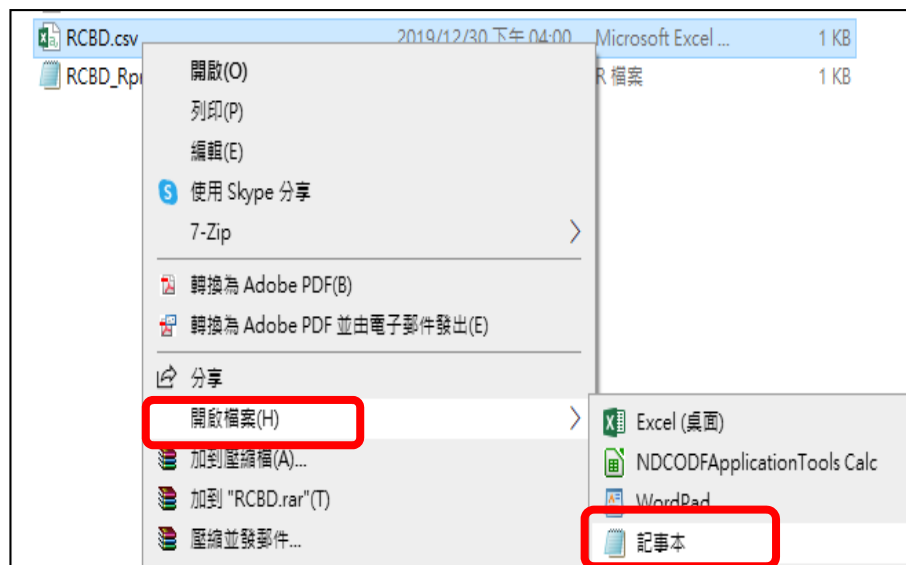 RCBD.csv 2019/12/30 下午 04:00 Microsoft Excel ... 1 KB
RCBD_Rp R 檔案 1 KB
開啟(O)
列印(P)
編輯(E)
使用 Skype 分享
7-Zip
轉換為 Adobe PDF(B)
轉換為 Adobe PDF 並由電子郵件發出(E)
分享
開啟檔案(H)
Excel (桌面)
加到壓縮檔(A)...
NDCODFApplicationTools Calc
加到 "RCBD.rar"(T)
WordPad
壓縮並發郵件...
記事本